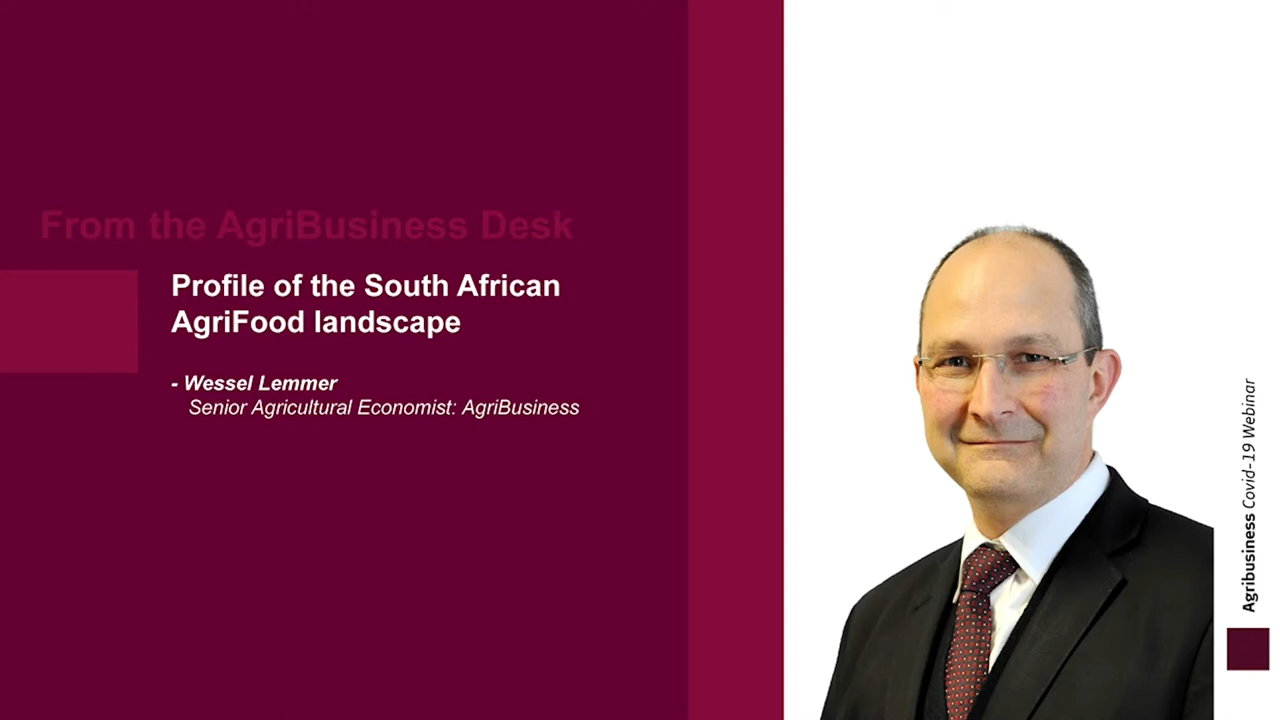 From the AgriBusiness Desk
Profile of the South African
AgriFood landscape
- Wessel Lemmer
Senior Agricultural Economist: AgriBusiness
Agribusiness Covid-19 Webinar